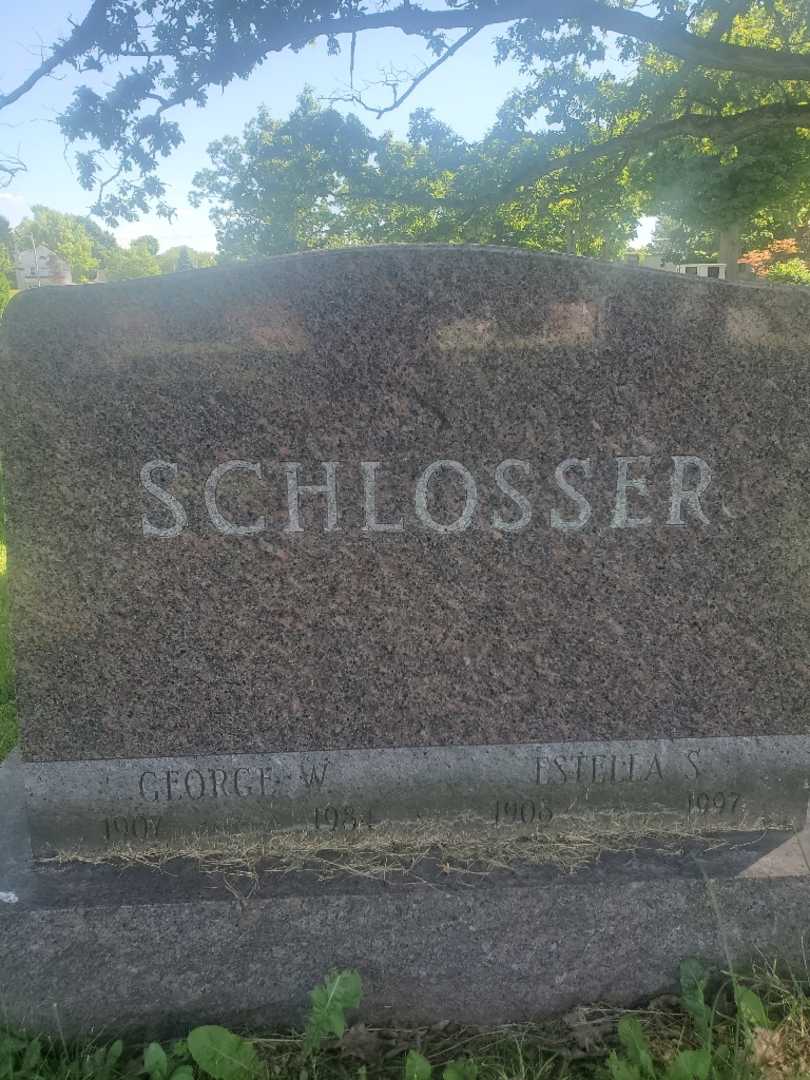 SCHLOSSER
GEORGE W. ESTELLA S
1907 1984 1908 1997